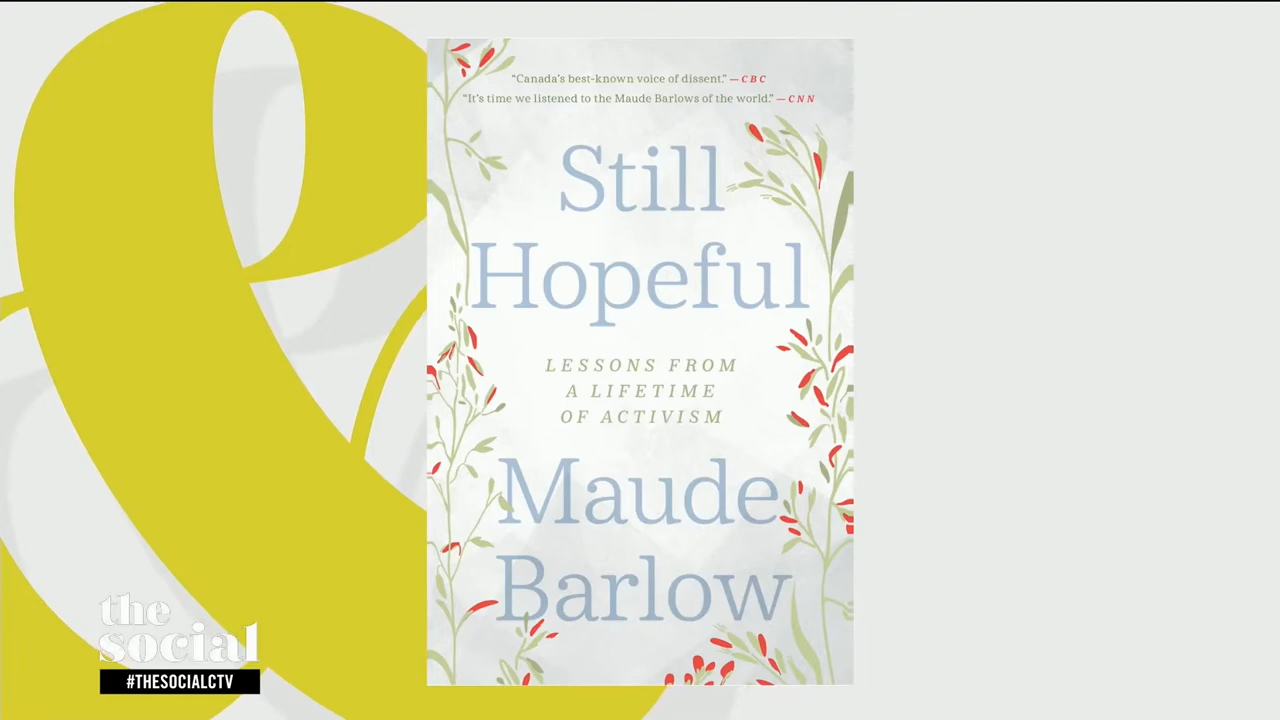 “Canada’s best-known voice of dissent.” — CBC
“It’s time we listened to the Maude Barlows of the world.” — CNN
Still
Hopeful
LESSONS FROM
A LIFETIME
OF ACTIVISM
Maude
Barlow
the
social
#THESOCIALCTV